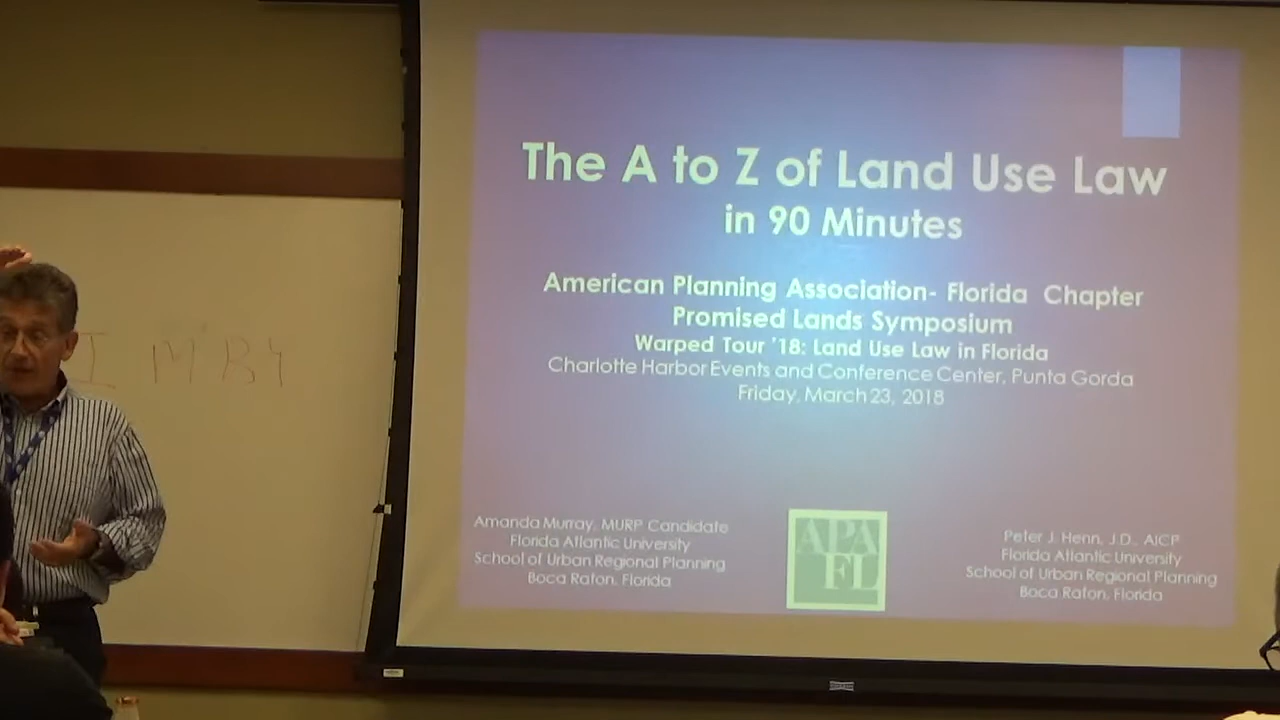 I M B Y
The A to Z of Land Use Law
in 90 Minutes
American Planning Association- Florida Chapter
Promised Lands Symposium
Warped Tour '18: Land Use Law in Florida
Charlotte Harbor Events and Conference Center, Punta Gorda
Friday, March 23, 2018
Amanda Murray, MURP Candidate
Florida Atlantic University
School of Urban Regional Planning
Boca Raton, Florida
APA
FL
Peter J. Henn, J.D., AICP
Florida Atlantic University
School of Urban Regional Planning
Boca Raton, Florida